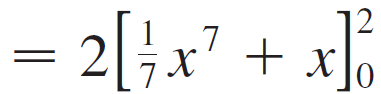 = 2[1/7 x^7 + x]_0^2